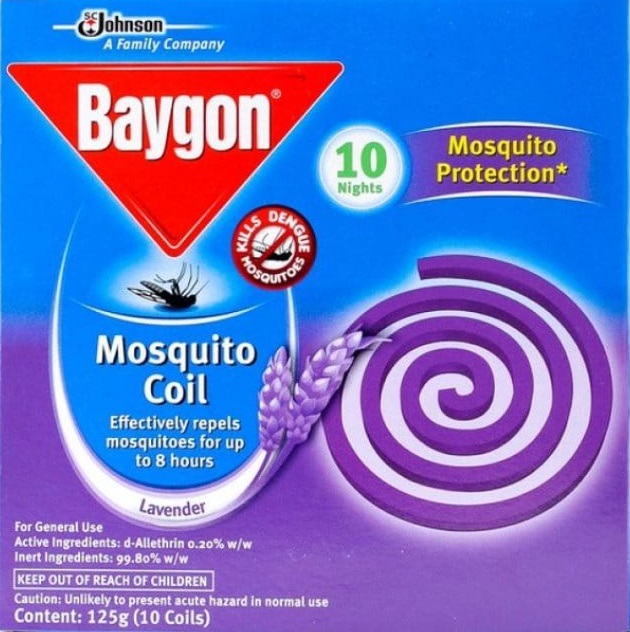 SC Johnson
A Family Company
Baygon®
10
Nights
Mosquito
Protection*
KILLS DENGUE
MOSQUITOES
Mosquito
Coil
Effectively repels
mosquitoes for up
to 8 hours
Lavender
For General Use
Active Ingredients: d-Allethrin 0.20% w/w
Inert Ingredients: 99.80% w/w
KEEP OUT OF REACH OF CHILDREN
Caution: Unlikely to present acute hazard in normal use
Content: 125g (10 Coils)